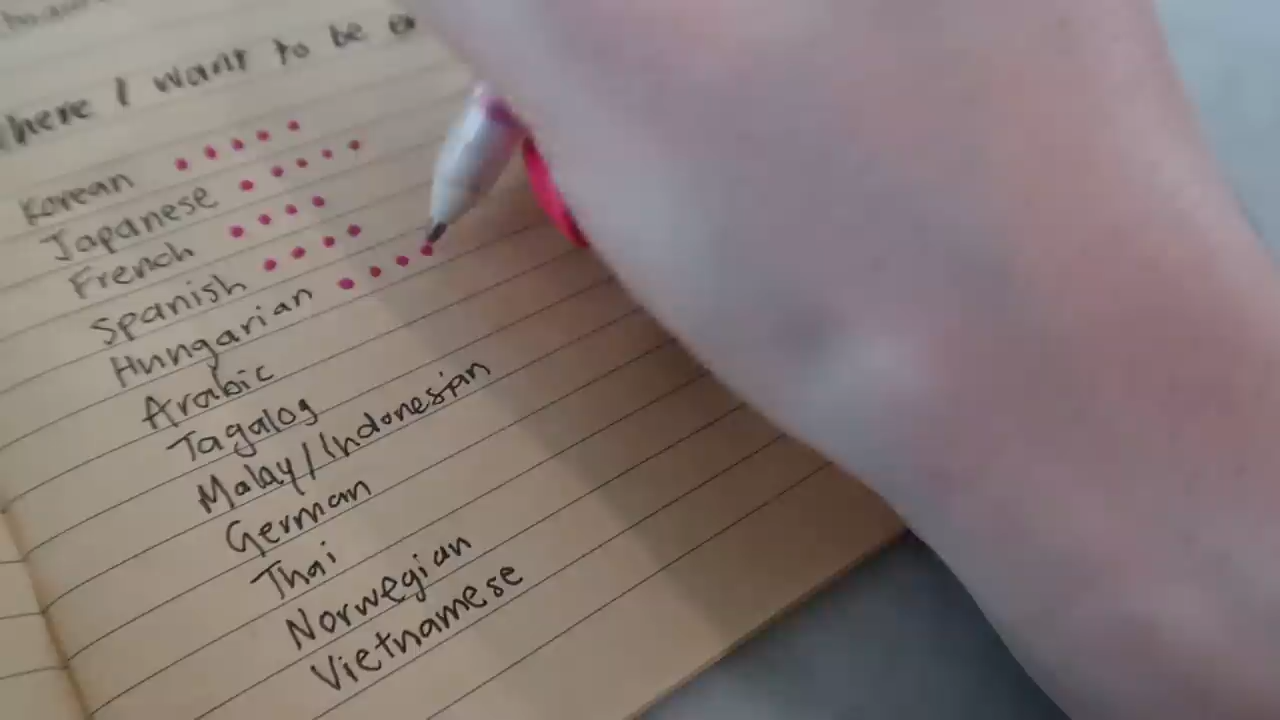 here I want to be
Korean
Japanese
French
Spanish
Hungarian
Arabic
Tagalog
Malay/Indonesian
German
Thai
Norwegian
Vietnamese